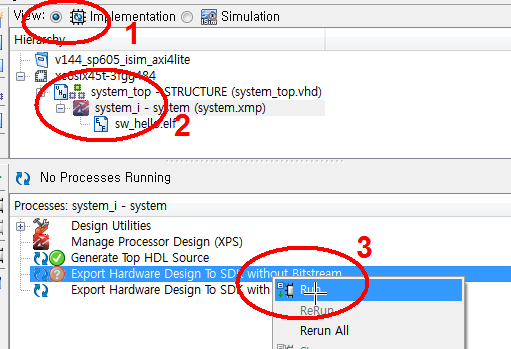 View: Implementation Simulation
1
Hierarchy
v144_sp605_isim_axi4lite
xc6slx45t-3fgg484
system_top - STRUCTURE (system_top.vhd)
system_i - system (system.xmp)
2
sw_hello.elf
No Processes Running
Processes: system_i - system
Design Utilities
3
Manage Processor Design (XPS)
Generate Top HDL Source
Export Hardware Design To SDK without Bitstream
Export Hardware Design To SDK with
Run
ReRun
Rerun All